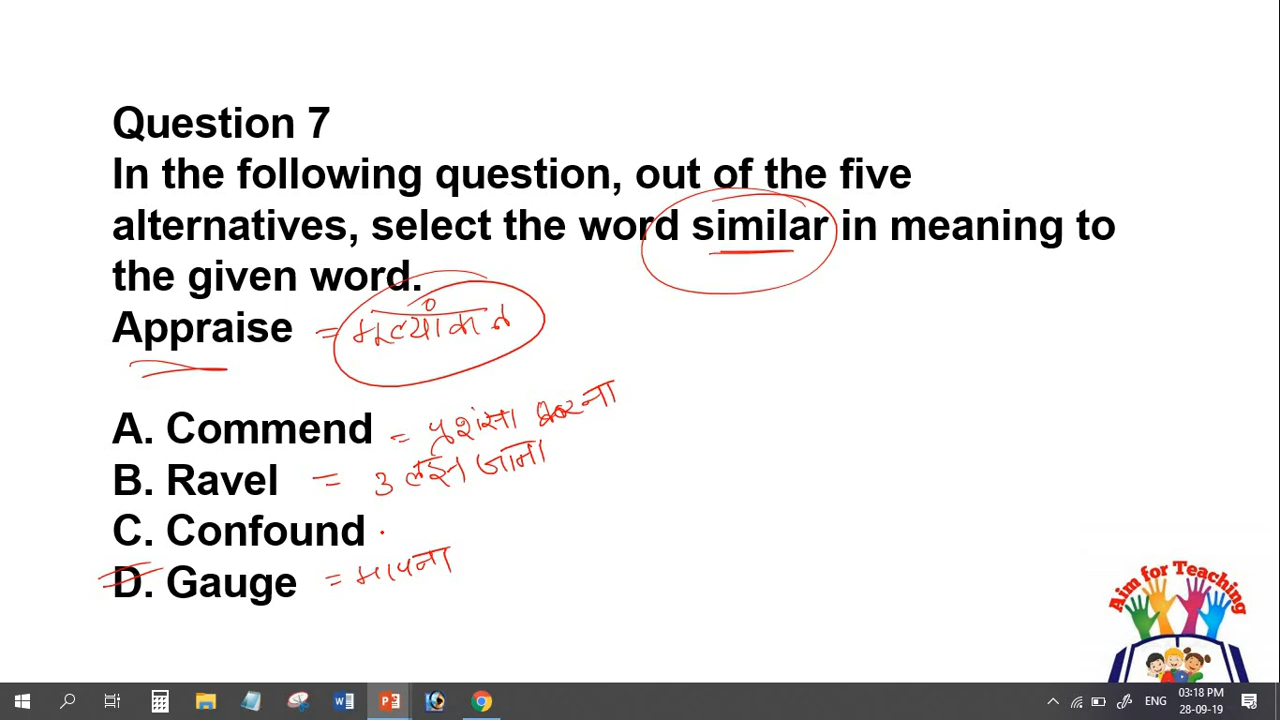 Question 7
In the following question, out of the five
alternatives, select the word similar in meaning to
the given word.
Appraise = मूल्यांकन
A. Commend = प्रशंसा करना
B. Ravel = उलझ जाना
C. Confound
D. Gauge = मापना
Aim for Teaching
ENG
03:18 PM
28-09-19